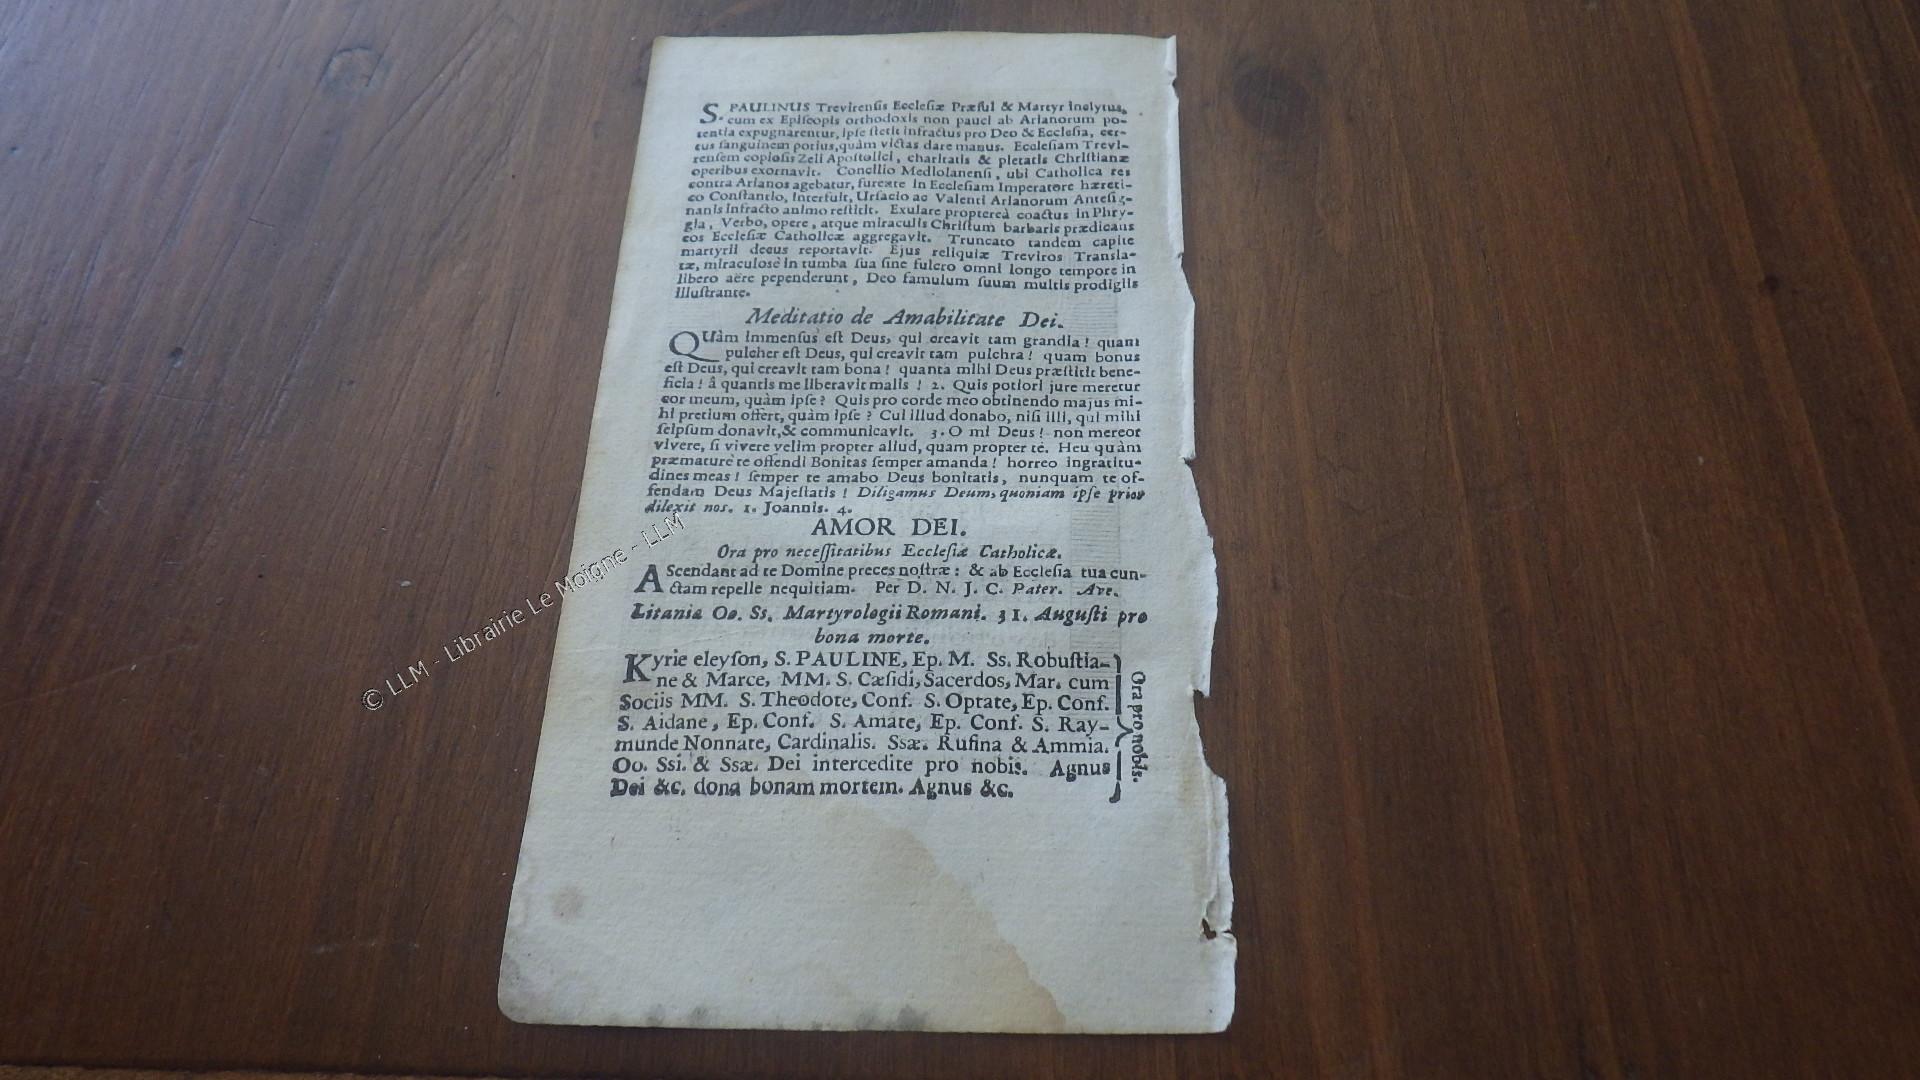 S. PAULINUS Trevirensis Ecclesiæ Præsul & Martyr inclytus,
cum ex Episcopis orthodoxis non pauci ab Arianorum po-
tentia expugnarentur, ipse stetit infractus pro Deo & Ecclesia, cer-
tus sanguinem potius, quàm victas dare manus. Ecclesiam Trevi-
rensem copiosis Zeli Apostolici, charitatis & pietatis Christianæ
operibus exornavit. Concilio Mediolanensi, ubi Catholica res
contra Arianos agebatur, furente in Ecclesiam Imperatore hæreti-
co Constantio, interfuit, Ursacio ac Valenti Arianorum Antesig-
nanis infracto animo restitit. Exulare proptereà coactus in Phry-
gia, Verbo, opere, atque miraculis Christum barbaris prædicans
eos Ecclesiæ Catholicæ aggregavit. Truncato tandem capite
martyrii decus reportavit. Ejus reliquiæ Treviros Transla-
tæ, miraculosè in tumba sua sine fulcro omni longo tempore in
libero aëre pependerunt, Deo famulum suum multis prodigiis
illustrante.
Meditatio de Amabilitate Dei.
QUàm immensus est Deus, qui creavit tam grandia! quam
pulcher est Deus, qui creavit tam pulchra! quam bonus
est Deus, qui creavit tam bona! quanta mihi Deus præstitit bene-
ficia! â quantis me liberavit malis! 2. Quis potiori jure meretur
cor meum, quàm ipse? Quis pro corde meo obtinendo majus mi-
hi pretium offert, quàm ipse? Cui illud donabo, nisi illi, qui mihi
seipsum donavit, & communicavit. 3. O mi Deus! non mereor
vivere, si vivere velim propter aliud, quam propter te. Heu quàm
præmaturè te offendi Bonitas semper amanda! horreo ingratitu-
dines meas! semper te amabo Deus bonitatis, nunquam te of-
fendam Deus Majestatis! Diligamus Deum, quoniam ipse prior
dilexit nos. 1. Joannis. 4.
AMOR DEI.
Ora pro necessitatibus Ecclesiæ Catholicæ.
AScendant ad te Domine preces nostræ: & ab Ecclesia tua cun-
ctam repelle nequitiam. Per D. N. J. C. Pater. Ave.
Litaniæ Oo. Ss. Martyrologii Romani. 31. Augusti pro
bona morte.
Kyrie eleyson, S. PAULINE, Ep. M. Ss. Robustia-
ne & Marce, MM. S. Cæsidi, Sacerdos, Mar. cum
Sociis MM. S. Theodote, Conf. S. Optate, Ep. Conf.
S. Aidane, Ep. Conf. S. Amate, Ep. Conf. S. Ray-
munde Nonnate, Cardinalis. Ssæ. Rufina & Ammia.
Oo. Ssi. & Ssæ. Dei intercedite pro nobis. Agnus
Dei &c. dona bonam mortem. Agnus &c.
Ora pro nobis.
© LLM - Librairie Le Moigne - LLM